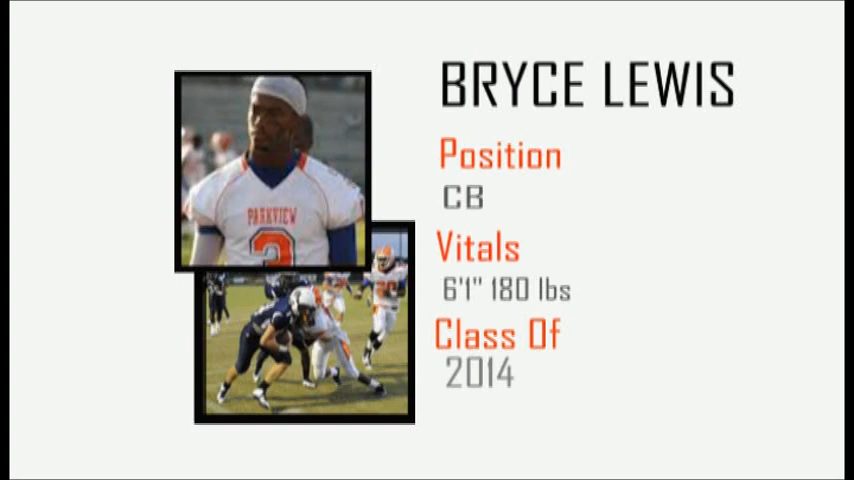 BRYCE LEWIS
Position
CB
Vitals
6'1" 180 lbs
Class Of
2014
PARKVIEW
3